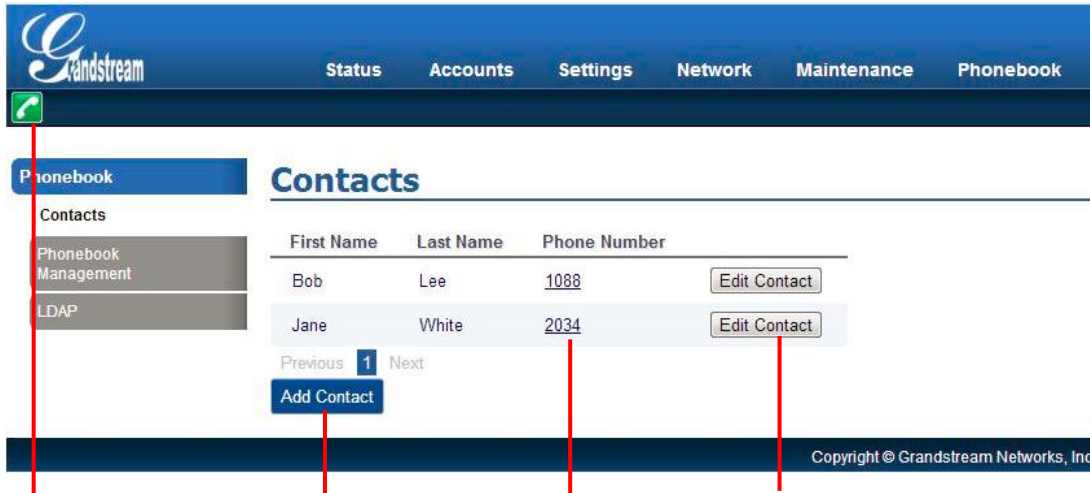 Grandstream
Status Accounts Settings Network Maintenance Phonebook
Phonebook
Contacts
Phonebook
Management
LDAP
Contacts
First Name Last Name Phone Number
Bob Lee 1088 Edit Contact
Jane White 2034 Edit Contact
Previous 1 Next
Add Contact
Copyright © Grandstream Networks, Inc